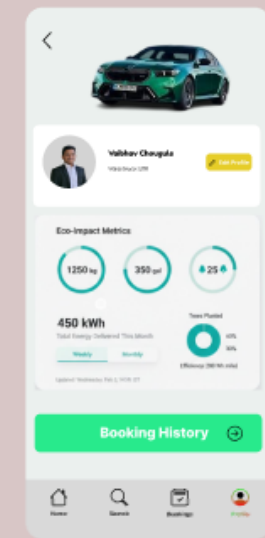 Vaibhav Chougule
Edit Profile
Eco-Impact Metrics
1250 kg
350 gal
25
450 kWh
Total Energy Delivered This Month
Trees Planted
Weekly
Monthly
Booking History
Home
Search
Bookings
Profile